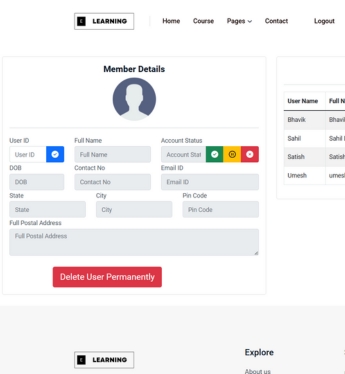 E LEARNING Home Course Pages Contact Logout
Member Details
User ID Full Name Account Status
User ID Full Name Account Stat
DOB Contact No Email ID
DOB Contact No Email ID
State City Pin Code
State City Pin Code
Full Postal Address
Full Postal Address
Delete User Permanently
User Name Full N
Bhavik Bhavi
Sahil Sahil
Satish Satish
Umesh umes
E LEARNING
Explore
About us